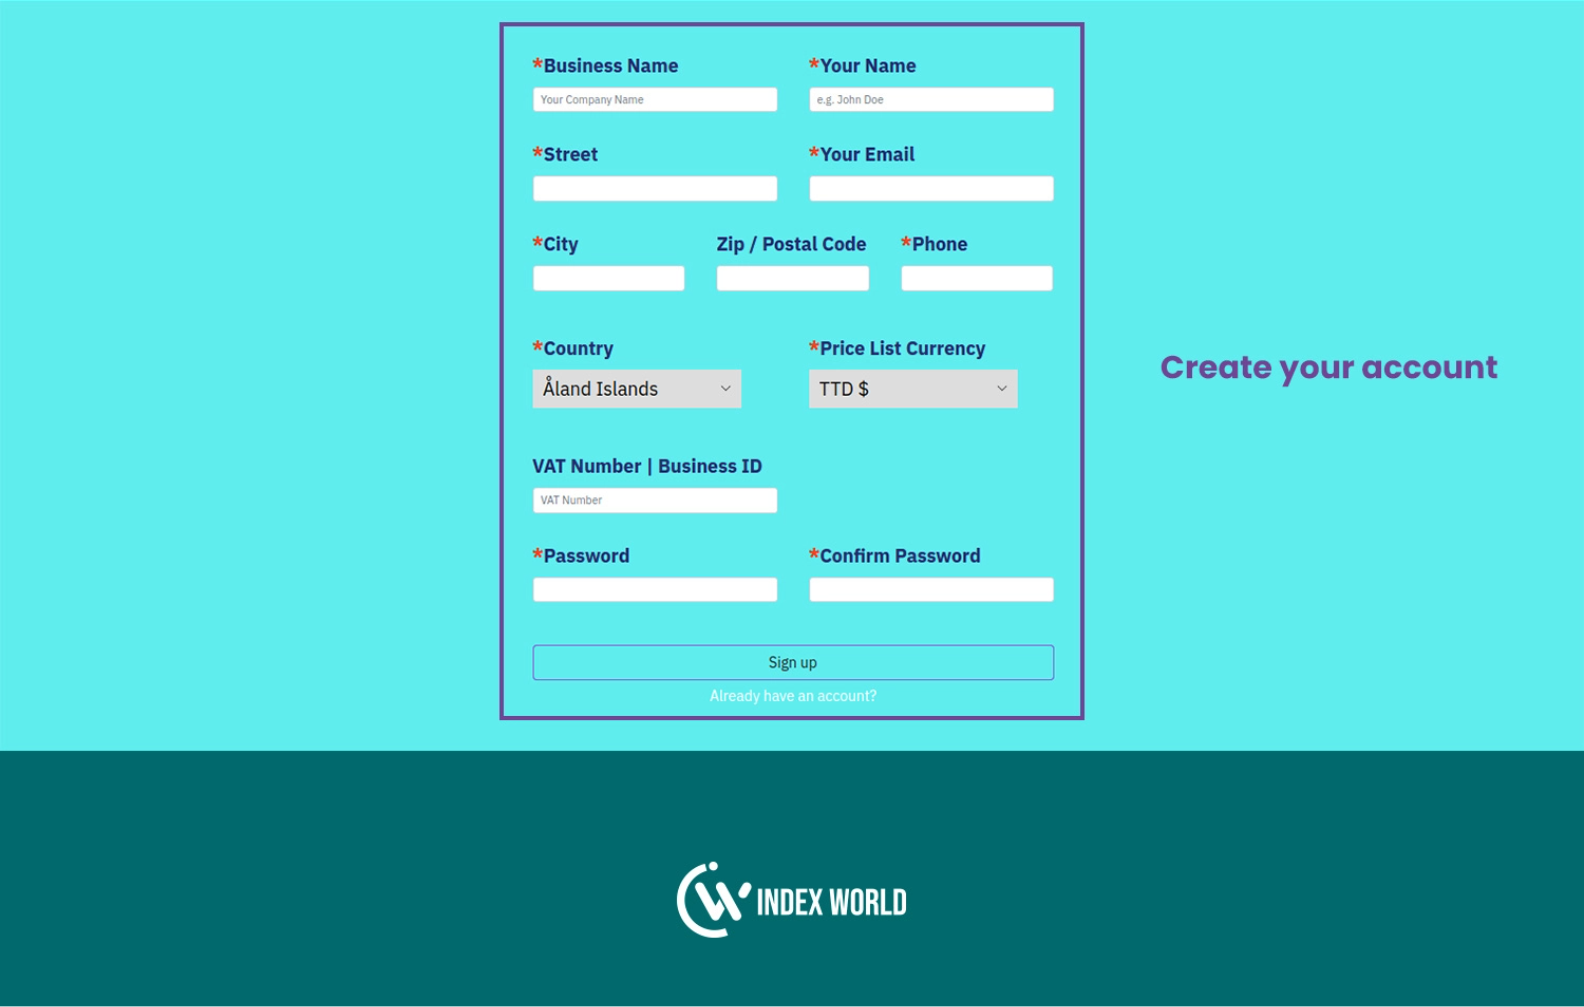 *Business Name
*Your Name
Your Company Name
e.g. John Doe
*Street
*Your Email
*City
Zip / Postal Code
*Phone
*Country
*Price List Currency
Åland Islands
TTD $
Create your account
VAT Number | Business ID
VAT Number
*Password
*Confirm Password
Sign up
Already have an account?
INDEX WORLD